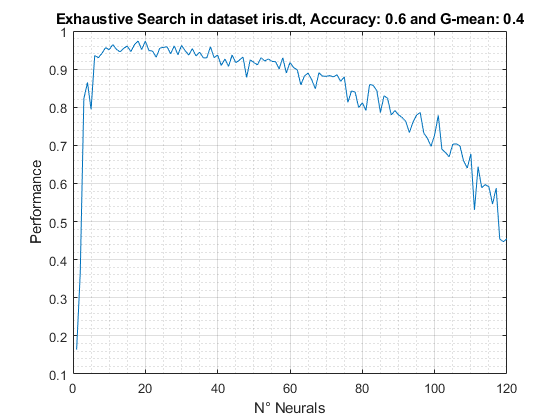 Exhaustive Search in dataset iris.dt, Accuracy: 0.6 and G-mean: 0.4
1
0.9
0.8
0.7
0.6
0.5
0.4
0.3
0.2
0.1
Performance
0 20 40 60 80 100 120
N° Neurals